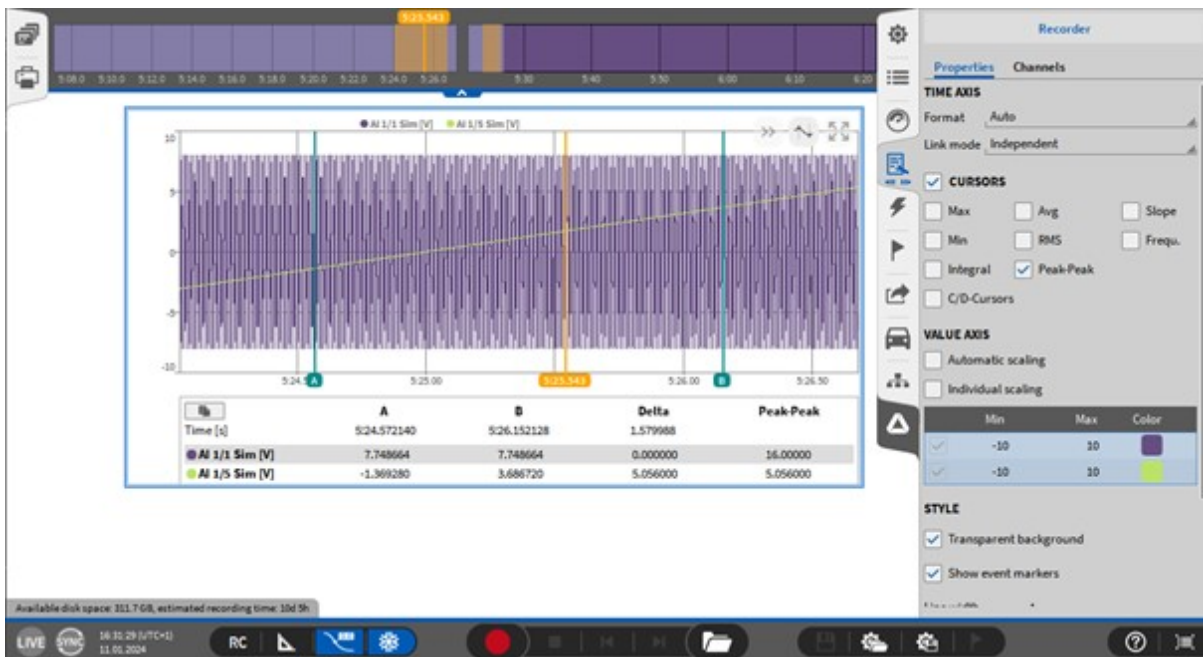 5:25.543
5:08.0 5:10.0 5:12.0 5:14.0 5:16.0 5:18.0 5:20.0 5:22.0 5:24.0 5:26.0 5:30 5:40 5:50 6:00 6:10 6:20
Recorder
Properties Channels
TIME AXIS
Format Auto
Link mode Independent
CURSORS
Max Avg Slope
Min RMS Frequ.
Integral Peak-Peak
C/D-Cursors
VALUE AXIS
Automatic scaling
Individual scaling
Min Max Color
-10 10
-10 10
STYLE
Transparent background
Show event markers
AI 1/1 Sim [V] AI 1/5 Sim [V]
10
5
0
-5
-10
A 5:25.00 5:25.543 5:26.00 B 5:26.50
A B Delta Peak-Peak
Time [s] 5:24.572140 5:26.152128 1.579988
AI 1/1 Sim [V] 7.748664 7.748664 0.000000 16.00000
AI 1/5 Sim [V] -1.369280 3.686720 5.056000 5.056000
Available disk space: 311.7 GB, estimated recording time: 10d 5h
LIVE SYNC 16:31:29 (UTC+1)
11.01.2024
RC